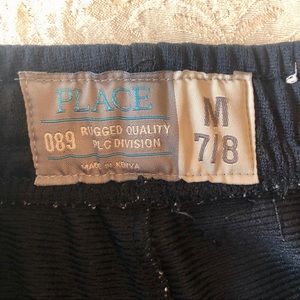 PLACE
089 RUGGED QUALITY
PLC DIVISION
MADE IN KENYA
M
7/8